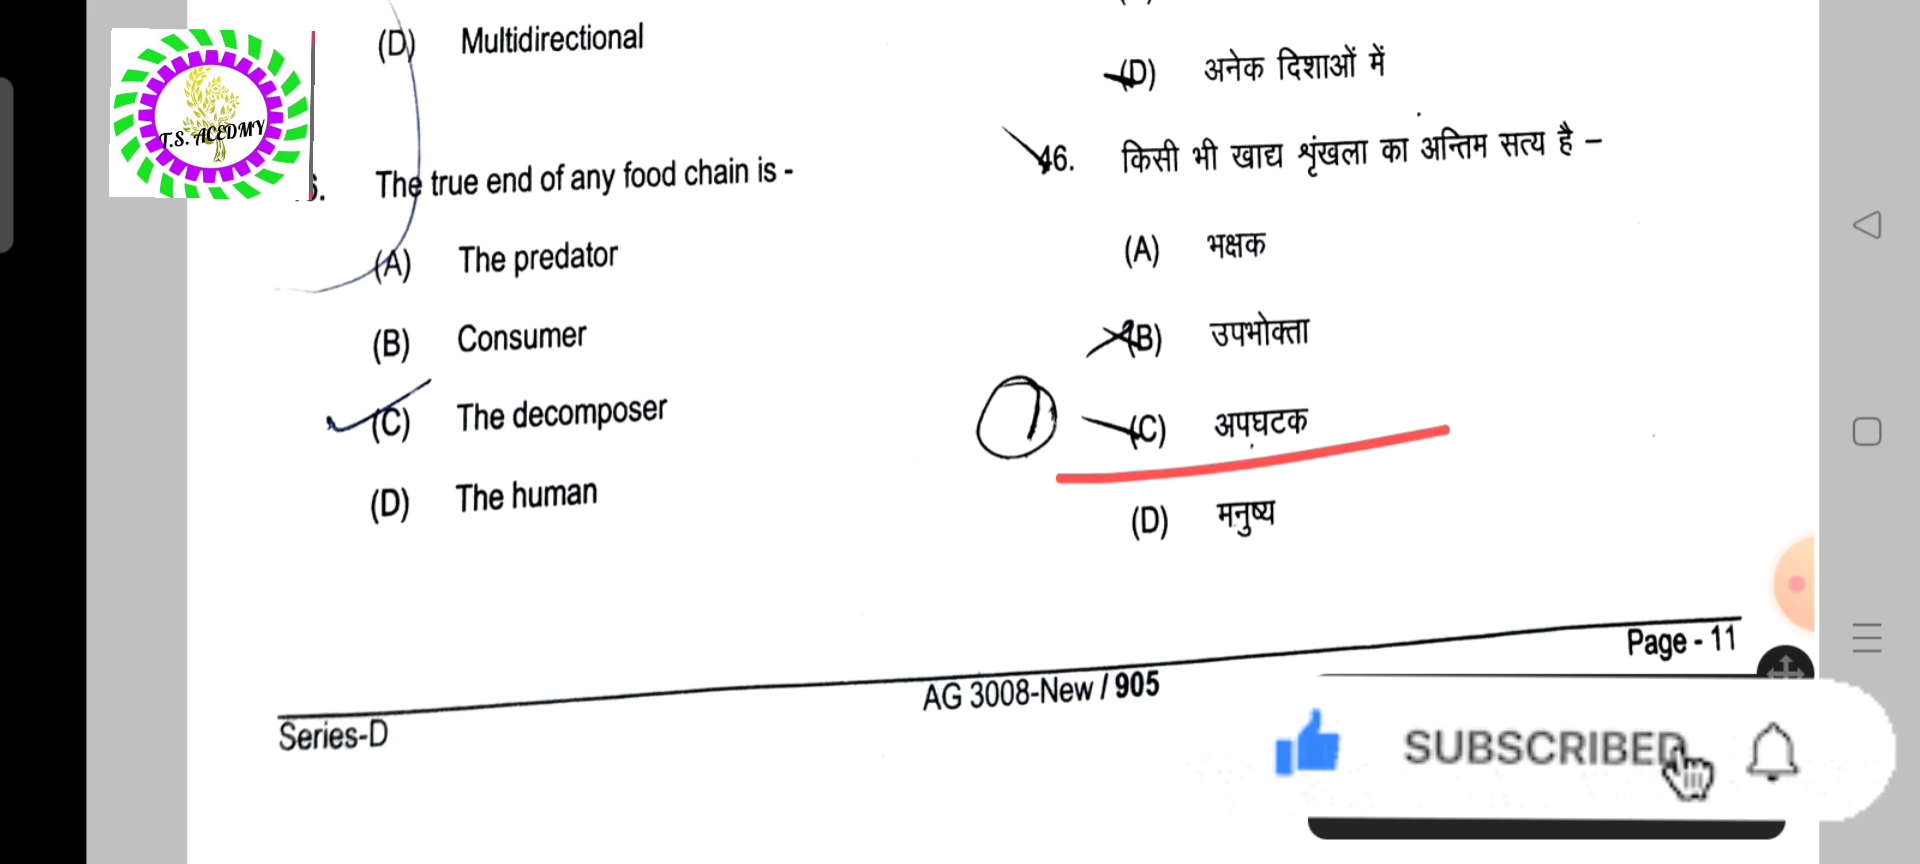 (D) Multidirectional
T.S. ACEDMY
The true end of any food chain is -
(A) The predator
(B) Consumer
(C) The decomposer
(D) The human
(D) अनेक दिशाओं में
46. किसी भी खाद्य शृंखला का अन्तिम सत्य है –
(A) भक्षक
(B) उपभोक्ता
(C) अपघटक
(D) मनुष्य
Page - 11
AG 3008-New / 905
Series-D
SUBSCRIBED